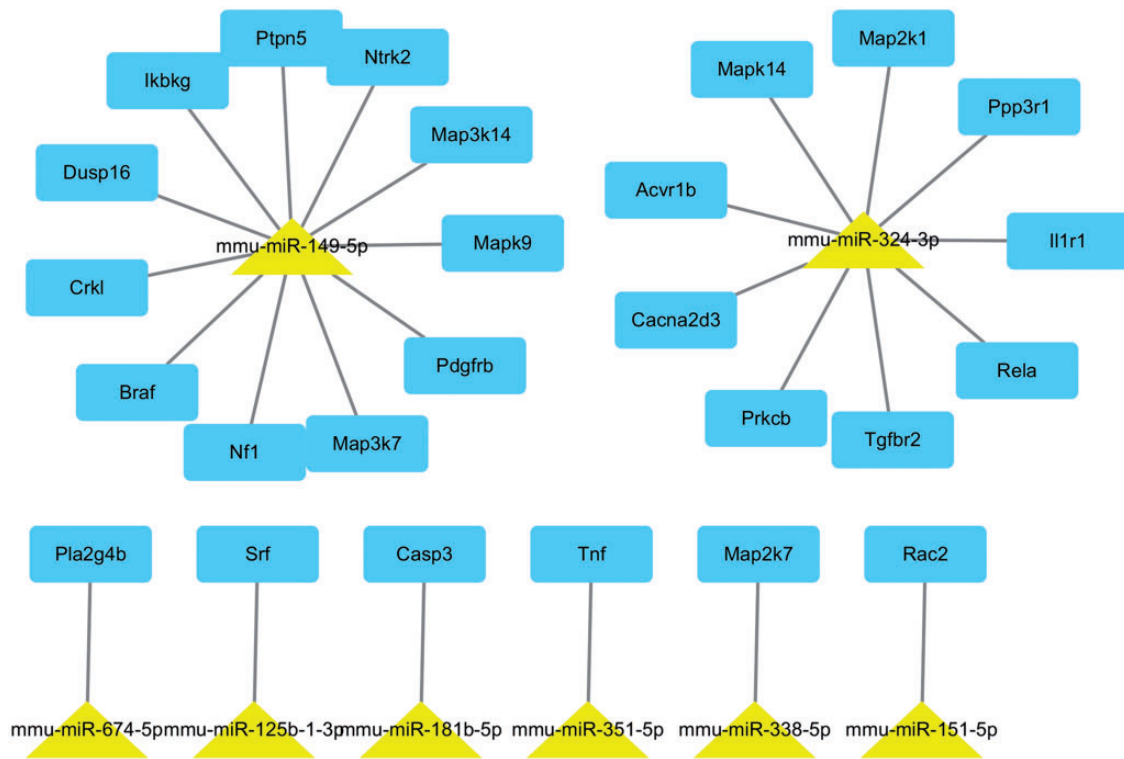 Ptpn5
Ntrk2
Ikbkg
Map3k14
Dusp16
mmu-miR-149-5p
Mapk9
Crkl
Pdgfrb
Braf
Nf1
Map3k7
Map2k1
Mapk14
Ppp3r1
Acvr1b
mmu-miR-324-3p
Il1r1
Cacna2d3
Rela
Prkcb
Tgfbr2
Pla2g4b
Srf
Casp3
Tnf
Map2k7
Rac2
mmu-miR-674-5p
mmu-miR-125b-1-3p
mmu-miR-181b-5p
mmu-miR-351-5p
mmu-miR-338-5p
mmu-miR-151-5p